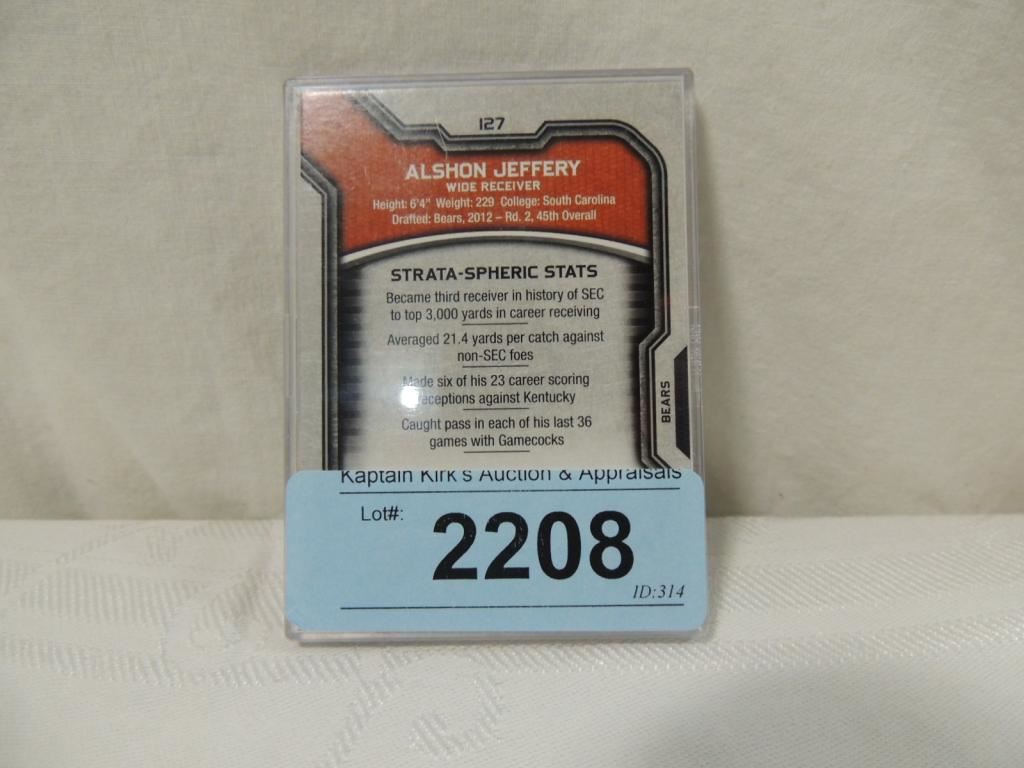 127
ALSHON JEFFERY
WIDE RECEIVER
Height: 6'4" Weight: 229 College: South Carolina
Drafted: Bears, 2012 – Rd. 2, 45th Overall
STRATA-SPHERIC STATS
Became third receiver in history of SEC
to top 3,000 yards in career receiving
Averaged 21.4 yards per catch against
non-SEC foes
Made six of his 23 career scoring
receptions against Kentucky
Caught pass in each of his last 36
games with Gamecocks
BEARS
Kaptain Kirk's Auction & Appraisals
Lot#:
2208
ID:314